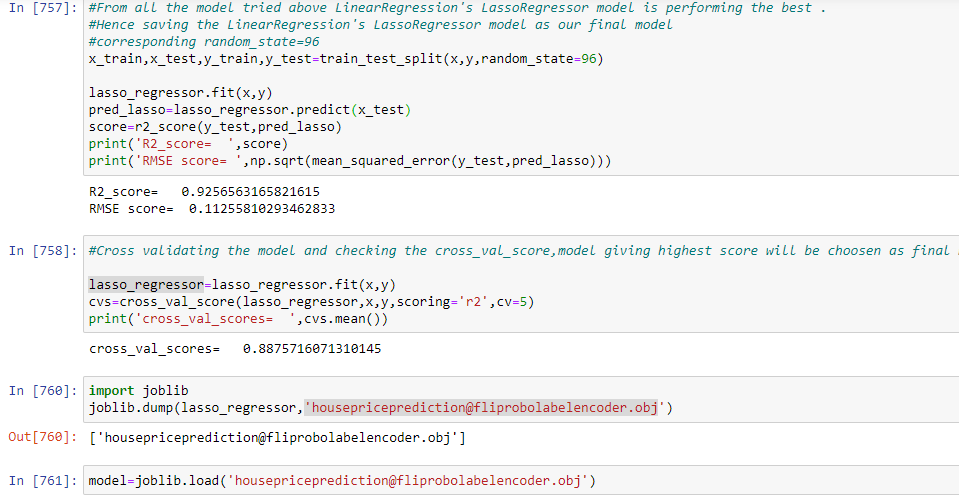 In [757]: #From all the model tried above LinearRegression's LassoRegressor model is performing the best .
#Hence saving the LinearRegression's LassoRegressor model as our final model
#corresponding random_state=96
x_train,x_test,y_train,y_test=train_test_split(x,y,random_state=96)
lasso_regressor.fit(x,y)
pred_lasso=lasso_regressor.predict(x_test)
score=r2_score(y_test,pred_lasso)
print('R2_score=  ',score)
print('RMSE score= ',np.sqrt(mean_squared_error(y_test,pred_lasso)))
R2_score=   0.9256563165821615
RMSE score=  0.11255810293462833
In [758]: #Cross validating the model and checking the cross_val_score,model giving highest score will be choosen as final
lasso_regressor=lasso_regressor.fit(x,y)
cvs=cross_val_score(lasso_regressor,x,y,scoring='r2',cv=5)
print('cross_val_scores=  ',cvs.mean())
cross_val_scores=   0.8875716071310145
In [760]: import joblib
joblib.dump(lasso_regressor,'housepriceprediction@fliprobolabelencoder.obj')
Out[760]: ['housepriceprediction@fliprobolabelencoder.obj']
In [761]: model=joblib.load('housepriceprediction@fliprobolabelencoder.obj')